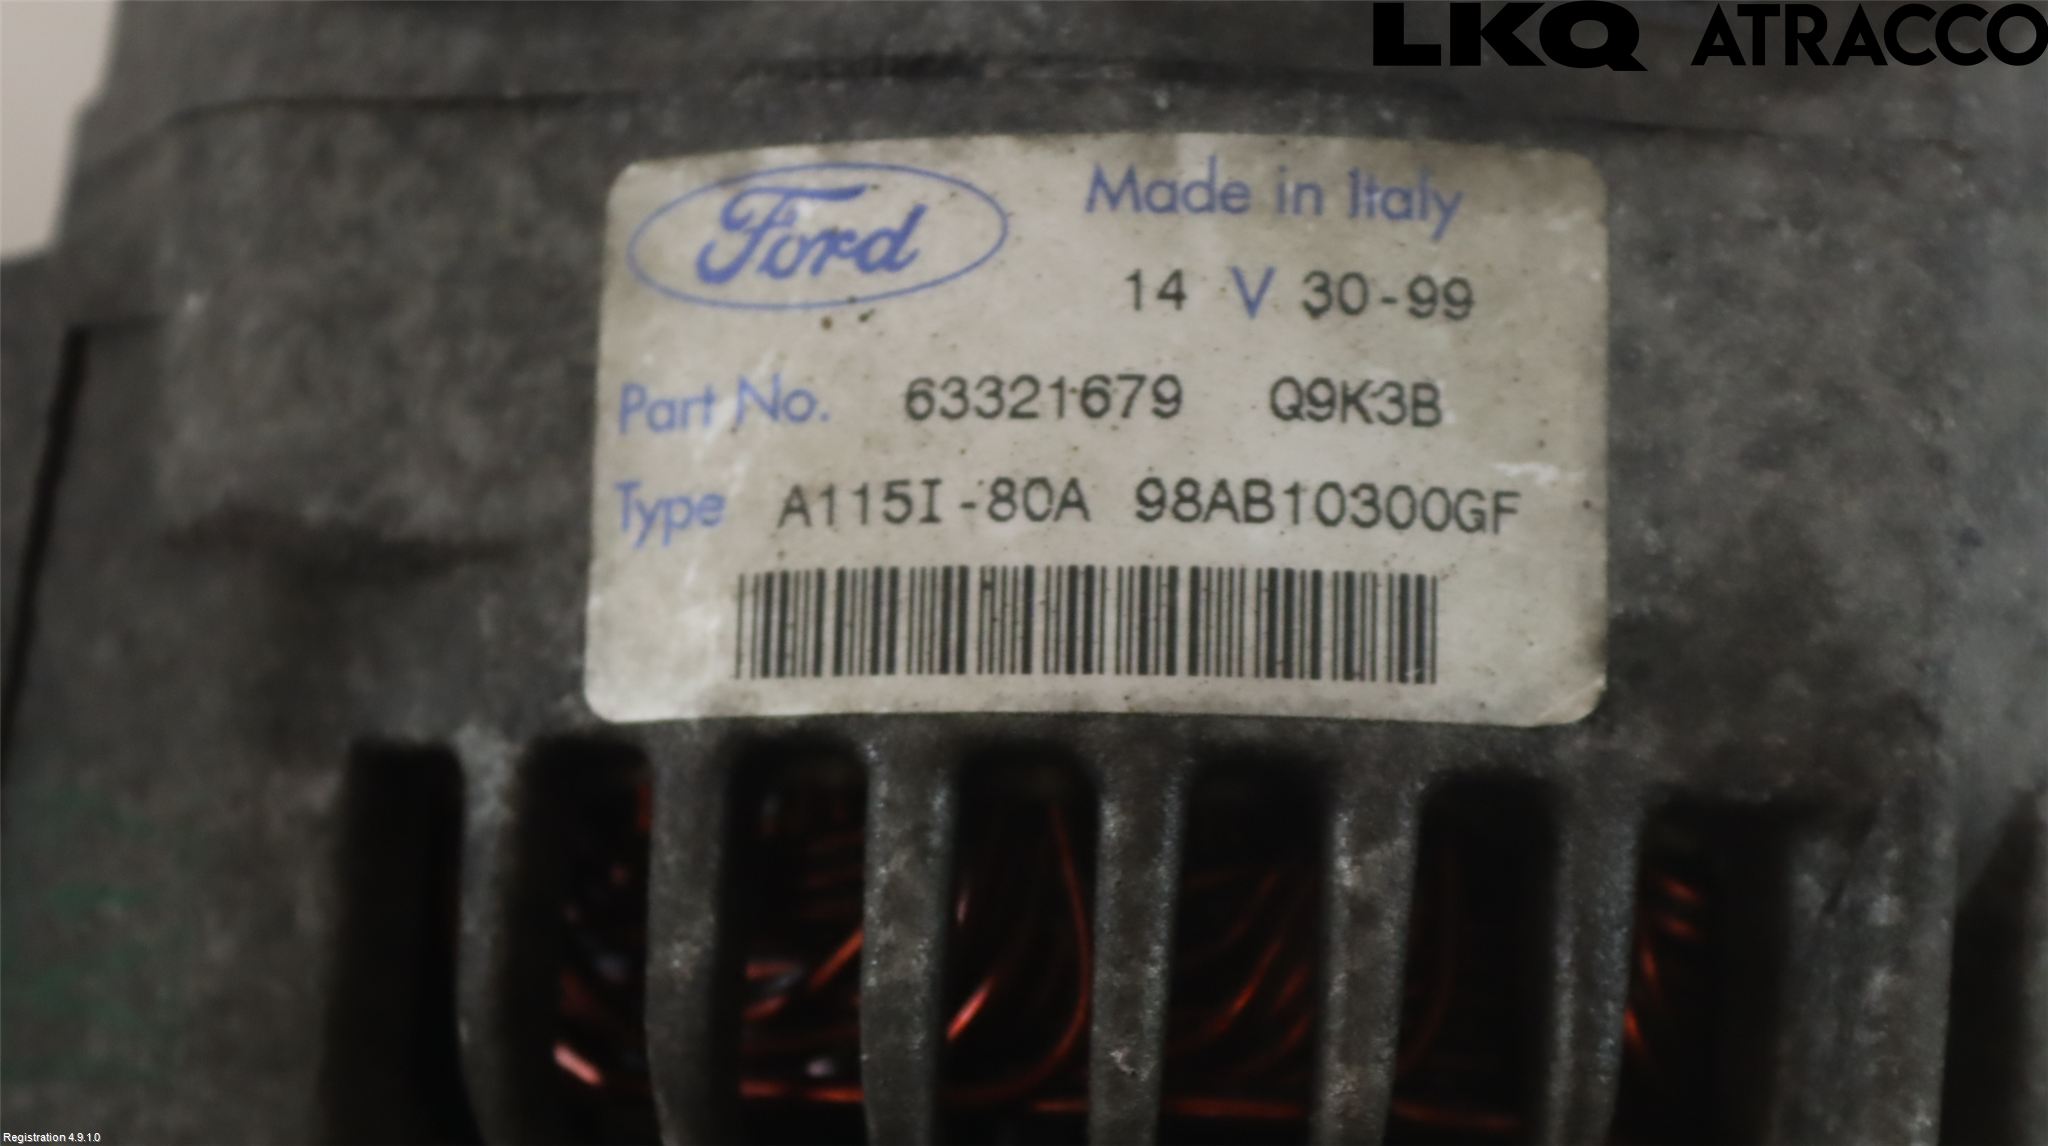 LKQ ATRACCO
Ford
Made in Italy
14 V 30-99
Part No. 63321679 Q9K3B
Type A115I-80A 98AB10300GF
Registration 4.9.1.0